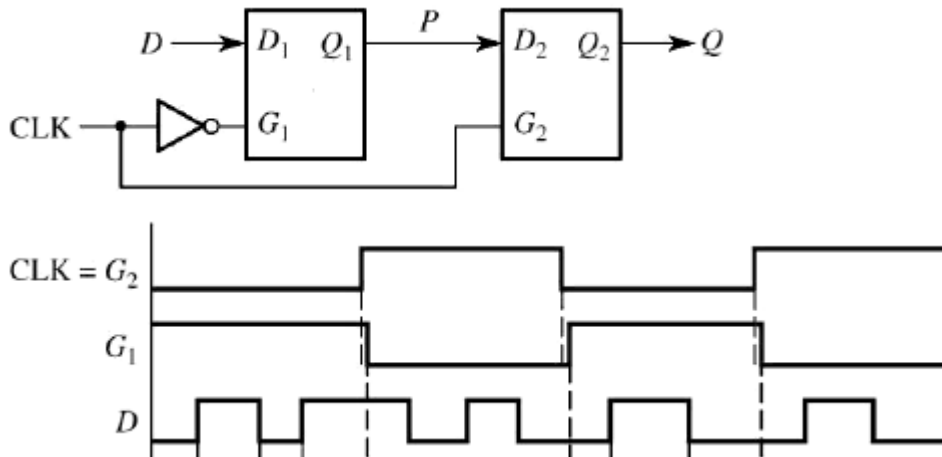 D D₁ Q₁ P D₂ Q₂ Q
CLK G₁ G₂
CLK = G₂
G₁
D